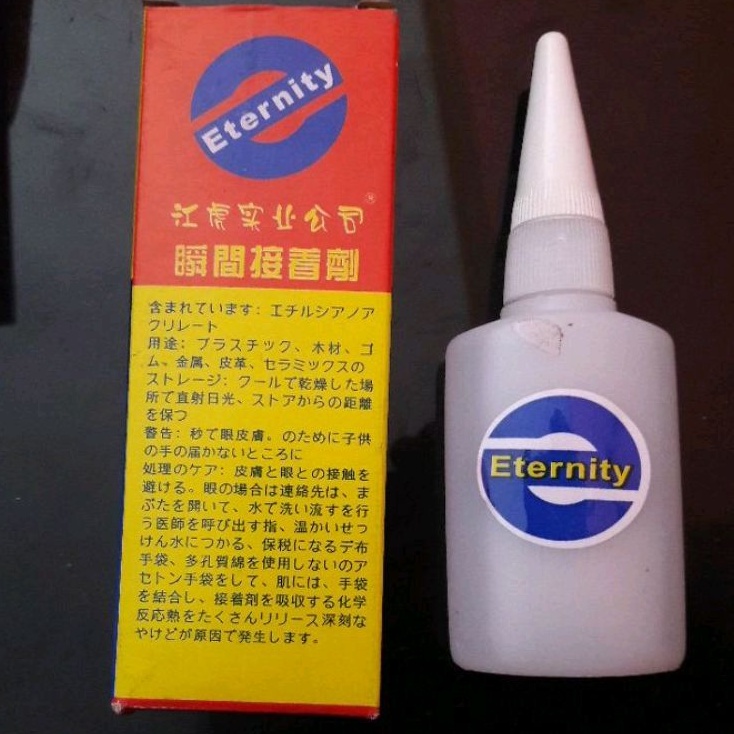 Eternity
江虎实业公司®
瞬間接着劑
含まれています: エチルシアノア
クリレート
用途: プラスチック、木材、ゴ
ム、金属、皮革、セラミックスの
ストレージ: クールで乾燥した場
所で直射日光、ストアからの距離
を保つ
警告: 秒で眼皮膚。のために子供
の手の届かないところに
処理のケア: 皮膚と眼との接触を
避ける。眼の場合は連絡先は、ま
ぶたを開いて、水で洗い流すを行
う医師を呼び出す指、温かいせっ
けん水につかる、保税になるデ布
手袋、多孔質綿を使用しないのア
セトン手袋をして、肌には、手袋
を結合し、接着剤を吸収する化学
反応熱をたくさんリリース深刻な
やけどが原因で発生します。
Eternity